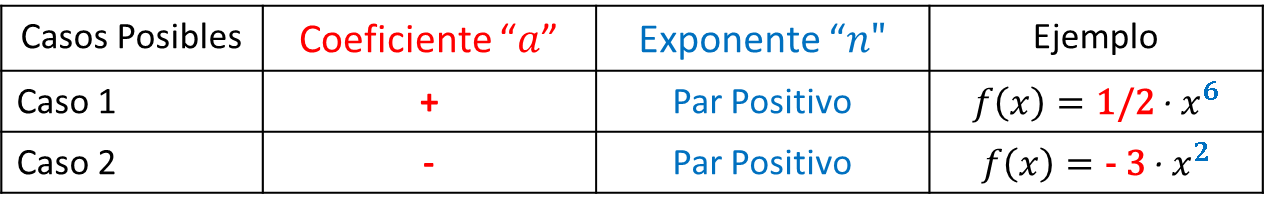 Casos Posibles Coeficiente “𝑎” Exponente “𝑛" Ejemplo
Caso 1 + Par Positivo 𝑓(𝑥) = 1/2 · 𝑥⁶
Caso 2 - Par Positivo 𝑓(𝑥) = - 3 · 𝑥²